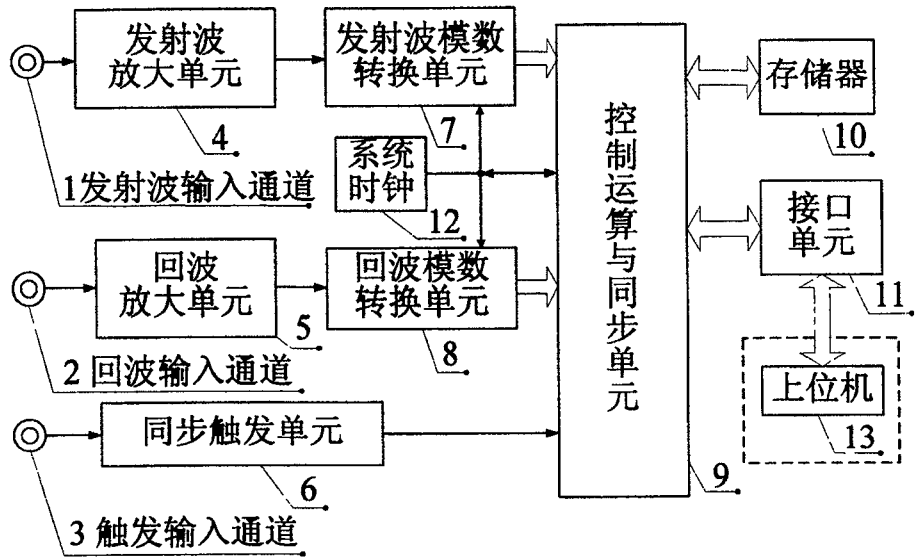 发射波
放大单元
4
1发射波输入通道
发射波模数
转换单元
7
系统
时钟
12
回波
放大单元
5
2 回波输入通道
回波模数
转换单元
8
同步触发单元
6
3 触发输入通道
控制运算与同步单元
9
存储器
10
接口
单元
11
上位机
13